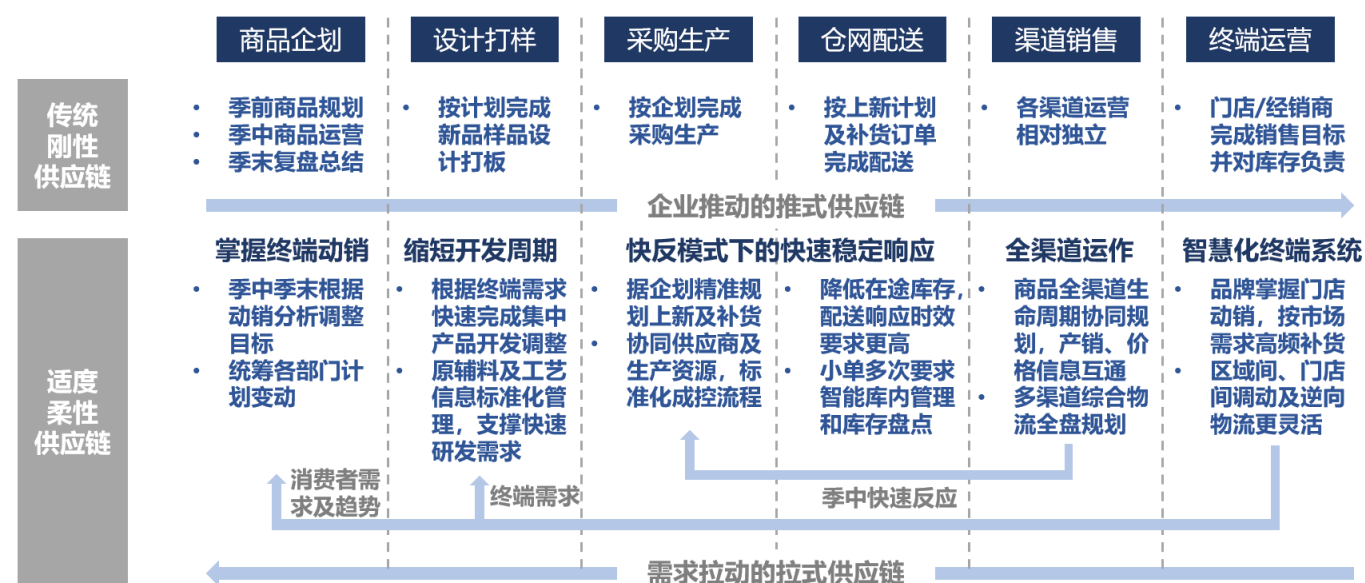 商品企划
设计打样
采购生产
仓网配送
渠道销售
终端运营
传统
刚性
供应链
• 季前商品规划
• 季中商品运营
• 季末复盘总结
• 按计划完成
新品样品设
计打板
• 按企划完成
采购生产
• 按上新计划
及补货订单
完成配送
• 各渠道运营
相对独立
• 门店/经销商
完成销售目标
并对库存负责
企业推动的推式供应链
适度
柔性
供应链
掌握终端动销
• 季中季末根据
动销分析调整
目标
• 统筹各部门计
划变动
缩短开发周期
• 根据终端需求
快速完成集中
产品开发调整
• 原辅料及工艺
信息标准化管
理，支撑快速
研发需求
快反模式下的快速稳定响应
• 据企划精准规
划上新及补货
• 协同供应商及
生产资源，标
准化成控流程
• 降低在途库存，
配送响应时效
要求更高
• 小单多次要求
智能库内管理
和库存盘点
全渠道运作
• 商品全渠道生
命周期协同规
划，产销、价
格信息互通
• 多渠道综合物
流全盘规划
智慧化终端系统
• 品牌掌握门店
动销，按市场
需求高频补货
• 区域间、门店
间调动及逆向
物流更灵活
消费者需
求及趋势
终端需求
季中快速反应
需求拉动的拉式供应链